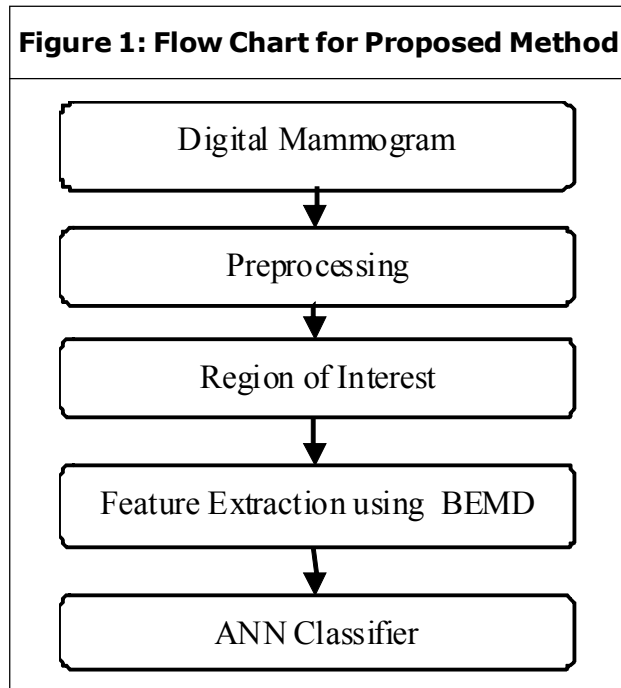 Figure 1: Flow Chart for Proposed Method
Digital Mammogram
Preprocessing
Region of Interest
Feature Extraction using BEMD
ANN Classifier